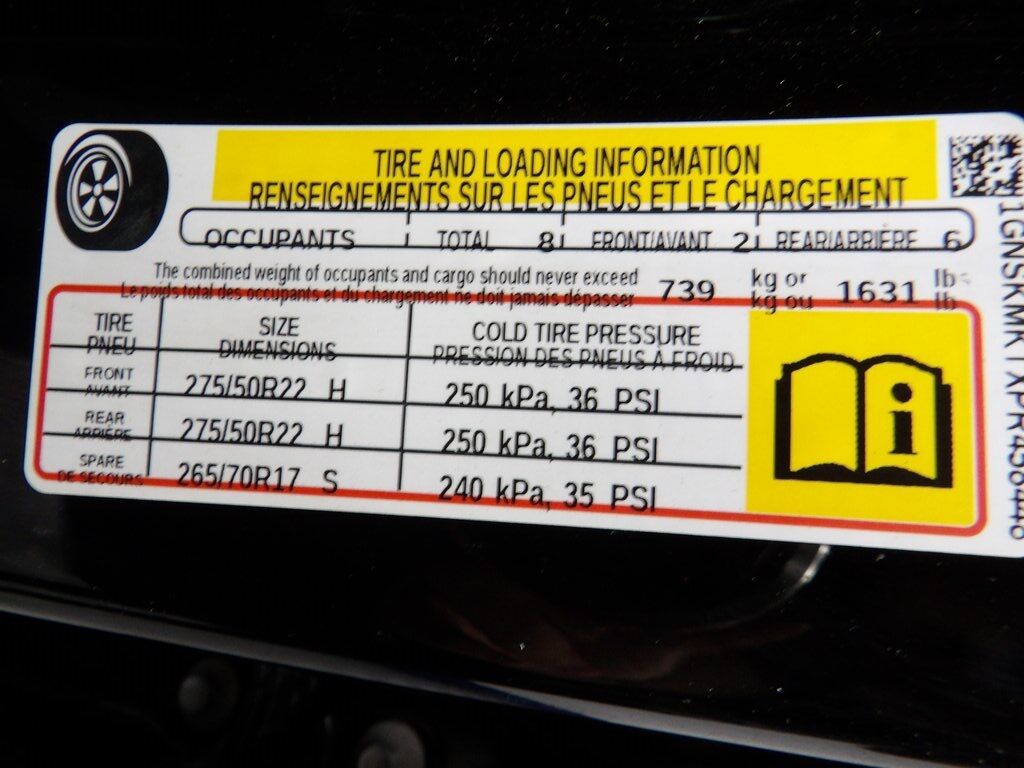 TIRE AND LOADING INFORMATION
RENSEIGNEMENTS SUR LES PNEUS ET LE CHARGEMENT
OCCUPANTS TOTAL 8 FRONT/AVANT 2 REAR/ARRIÈRE 6
The combined weight of occupants and cargo should never exceed 739 kg or 1631 lb
Le poids total des occupants et du chargement ne doit jamais dépasser kg ou lb
TIRE SIZE COLD TIRE PRESSURE
PNEU DIMENSIONS PRESSION DES PNEUS A FROID
FRONT 275/50R22 H 250 kPa, 36 PSI
AVANT
REAR 275/50R22 H 250 kPa, 36 PSI
ARRIÈRE
SPARE 265/70R17 S 240 kPa, 35 PSI
DE SECOURS
i